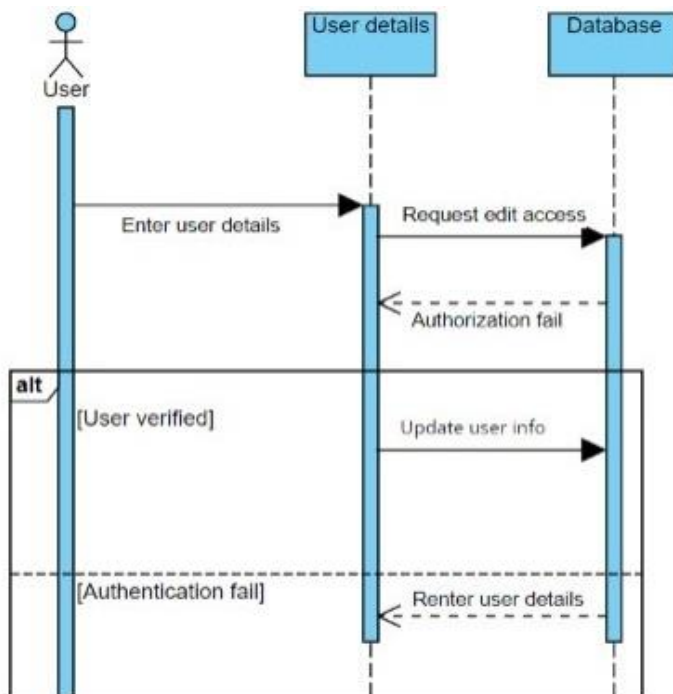 User details
Database
User
Enter user details
Request edit access
Authorization fail
alt
[User verified]
Update user info
[Authentication fail]
Renter user details